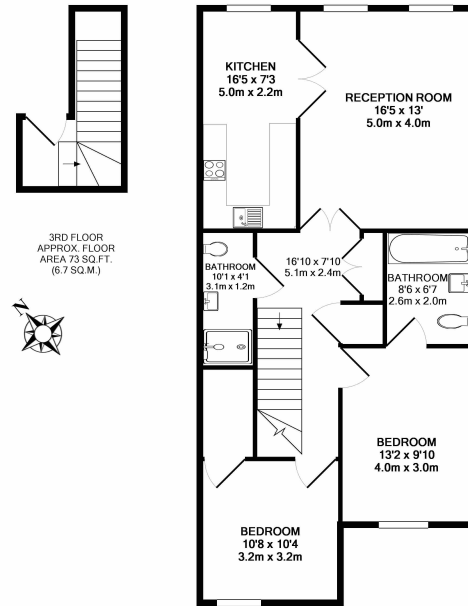 KITCHEN
16'5 x 7'3
5.0m x 2.2m
RECEPTION ROOM
16'5 x 13'
5.0m x 4.0m
3RD FLOOR
APPROX. FLOOR
AREA 73 SQ.FT.
(6.7 SQ.M.)
N
BATHROOM
10'1 x 4'1
3.1m x 1.2m
16'10 x 7'10
5.1m x 2.4m
BATHROOM
8'6 x 6'7
2.6m x 2.0m
BEDROOM
13'2 x 9'10
4.0m x 3.0m
BEDROOM
10'8 x 10'4
3.2m x 3.2m